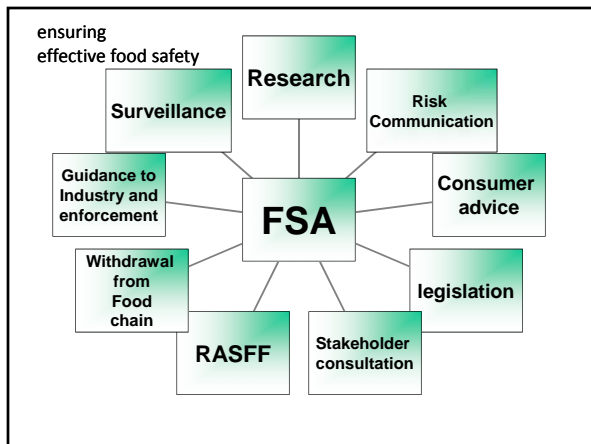 ensuring
effective food safety
Research
Surveillance
Risk
Communication
Guidance to
Industry and
enforcement
FSA
Consumer
advice
Withdrawal
from
Food
chain
legislation
RASFF
Stakeholder
consultation